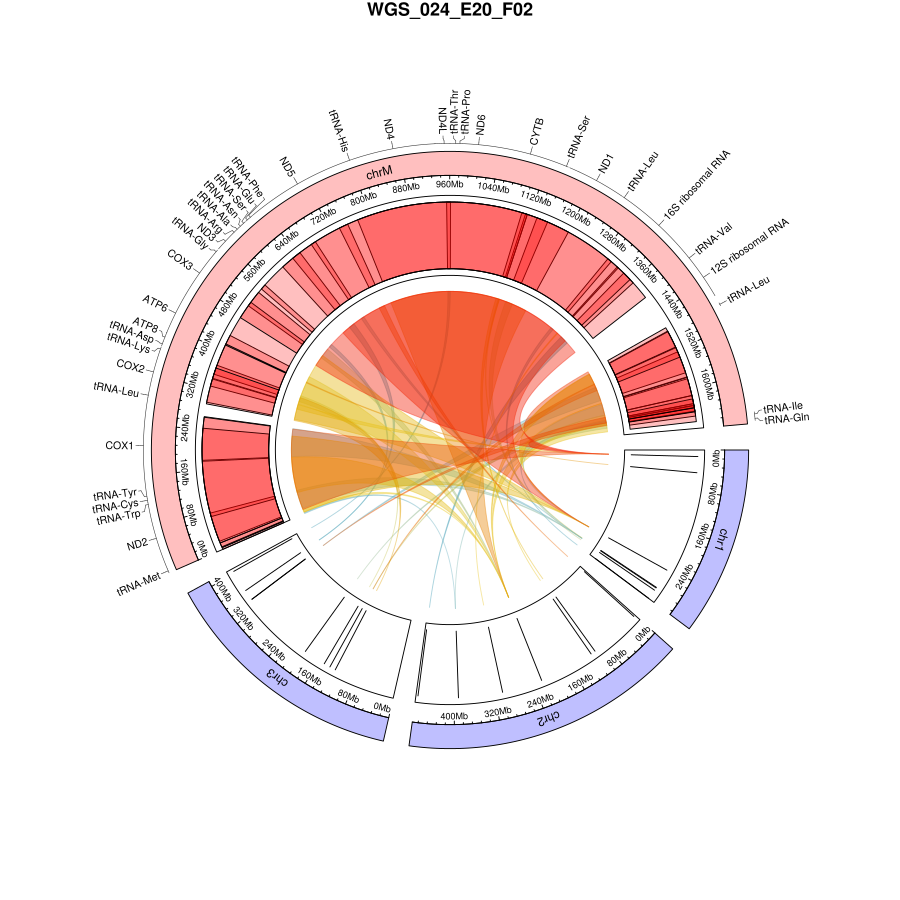 WGS_024_E20_F02
tRNA-Met
ND2
tRNA-Trp
tRNA-Cys
tRNA-Tyr
COX1
tRNA-Leu
COX2
tRNA-Lys
tRNA-Asp
ATP8
ATP6
COX3
tRNA-Gly
ND3
tRNA-Arg
tRNA-Ala
tRNA-Asn
tRNA-Ser
tRNA-Glu
tRNA-Phe
ND5
tRNA-His
ND4
ND4L
tRNA-Thr
tRNA-Pro
ND6
CYTB
tRNA-Ser
ND1
tRNA-Leu
16S ribosomal RNA
tRNA-Val
12S ribosomal RNA
tRNA-Leu
tRNA-Ile
tRNA-Gln
chrM
0Mb
80Mb
160Mb
240Mb
320Mb
400Mb
480Mb
560Mb
640Mb
720Mb
800Mb
880Mb
960Mb
1040Mb
1120Mb
1200Mb
1280Mb
1360Mb
1440Mb
1520Mb
1600Mb
chr1
0Mb
80Mb
160Mb
240Mb
chr2
0Mb
80Mb
160Mb
240Mb
320Mb
400Mb
chr3
0Mb
80Mb
160Mb
240Mb
320Mb
400Mb